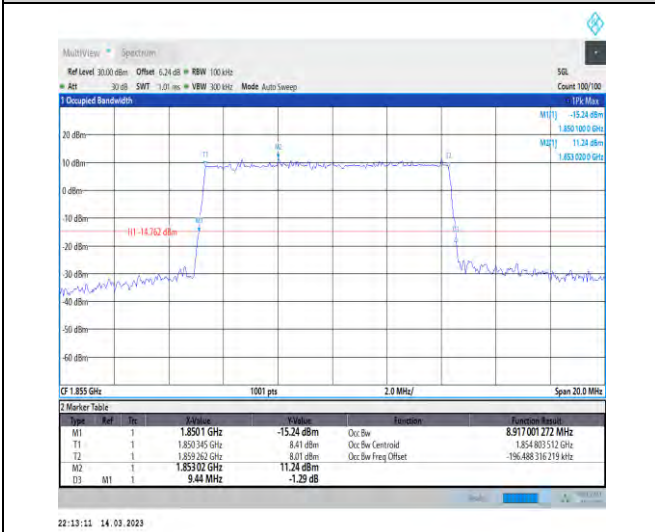 MultiView Spectrum
Ref Level 30.00 dBm Offset 6.24 dB RBW 100 kHz SGL
Att 30 dB SWT 1.01 ms VBW 300 kHz Mode Auto Sweep Count 100/100
1 Occupied Bandwidth 1Pk Max
M1[1] -15.24 dBm
1.850 100 0 GHz
20 dBm M2[1] 11.24 dBm
1.853 020 0 GHz
T1 M2 T2
10 dBm
0 dBm
-10 dBm
M1
H1 -14.762 dBm
D3
-20 dBm
-30 dBm
-40 dBm
-50 dBm
-60 dBm
CF 1.855 GHz 1001 pts 2.0 MHz/ Span 20.0 MHz
2 Marker Table
Type Ref Trc X-Value Y-Value Function Function Result
M1 1 1.8501 GHz -15.24 dBm Occ Bw 8.917 001 272 MHz
T1 1 1.850 345 GHz 8.41 dBm Occ Bw Centroid 1.854 803 512 GHz
T2 1 1.859 262 GHz 8.01 dBm Occ Bw Freq Offset -196.488 316 219 kHz
M2 1 1.853 02 GHz 11.24 dBm
D3 M1 1 9.44 MHz -1.29 dB
22:13:11 14.03.2023